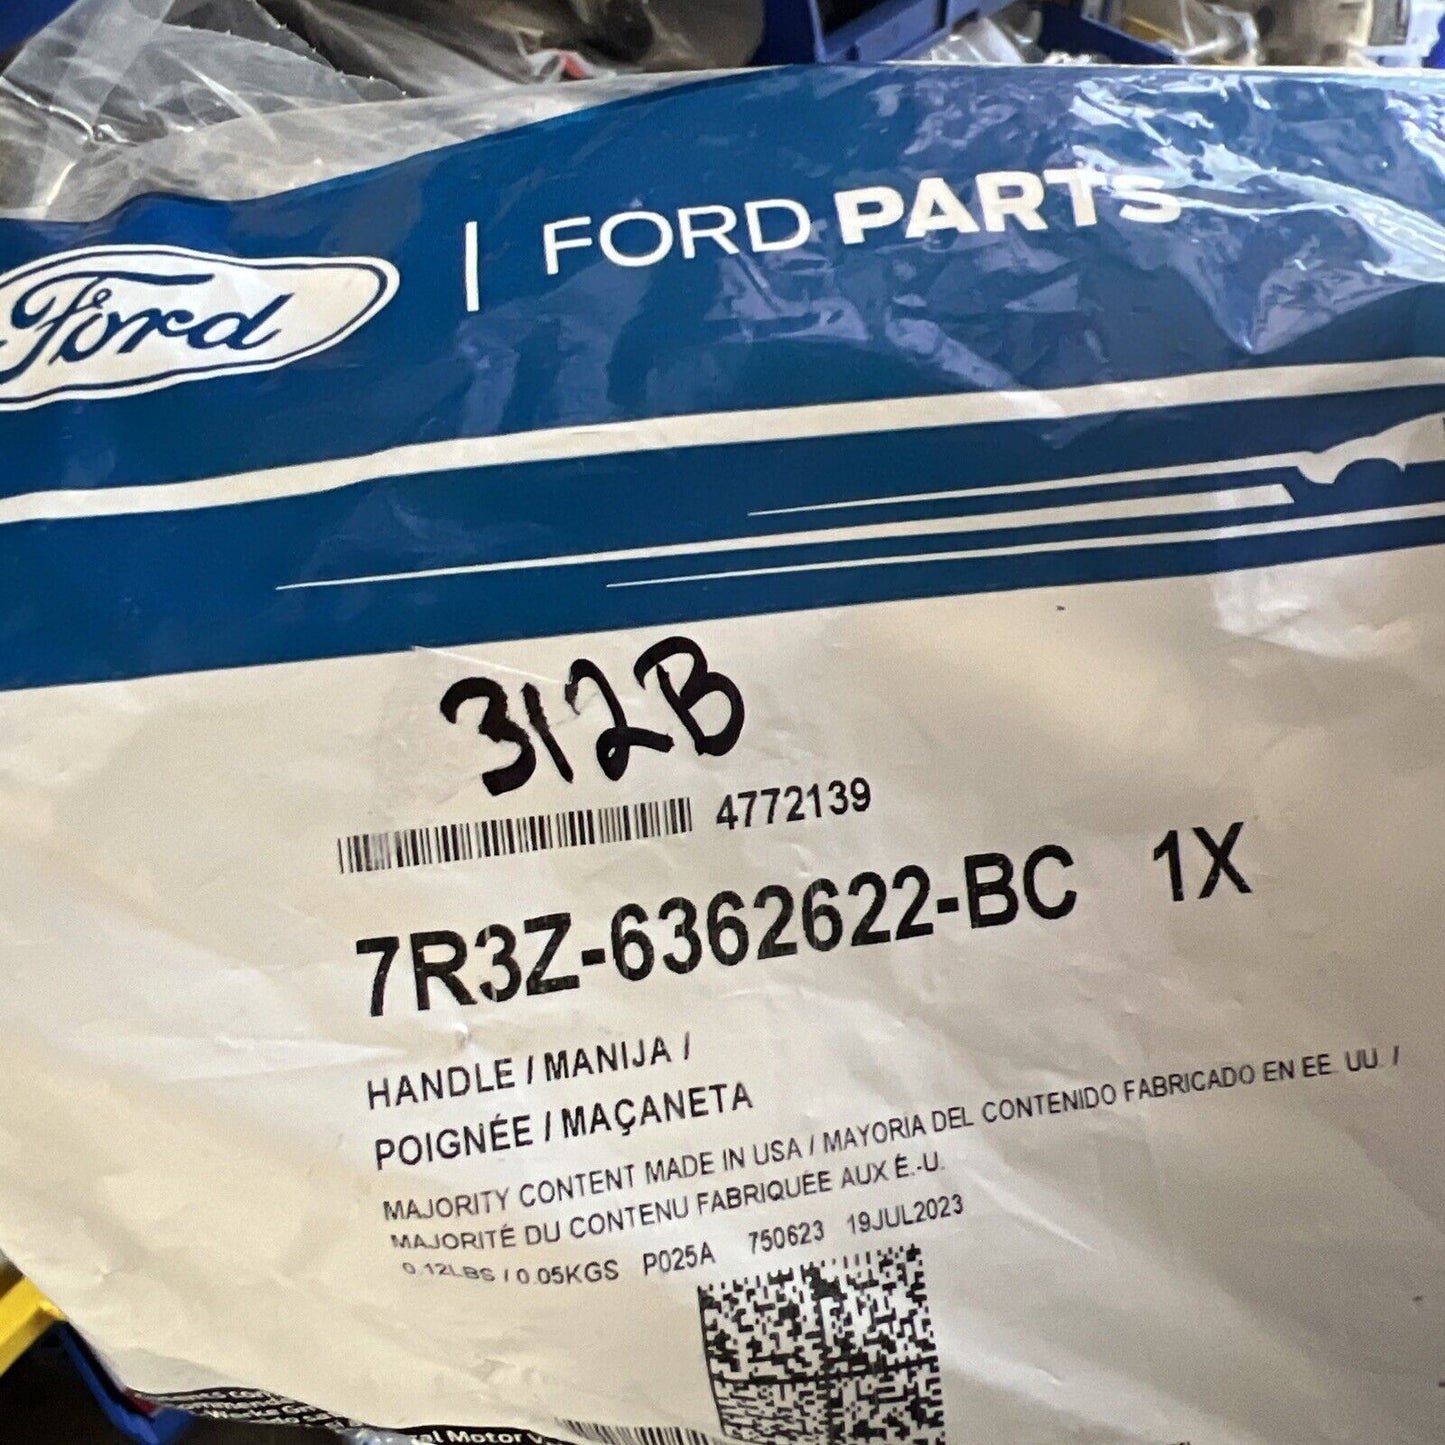 Ford | FORD PARTS
312B
4772139
7R3Z-6362622-BC 1X
HANDLE / MANIJA /
POIGNÉE / MAÇANETA
MAJORITY CONTENT MADE IN USA / MAYORIA DEL CONTENIDO FABRICADO EN EE. UU. /
MAJORITÉ DU CONTENU FABRIQUÉE AUX É.-U.
0.12LBS / 0.05KGS P025A 750623 19JUL2023
Motor